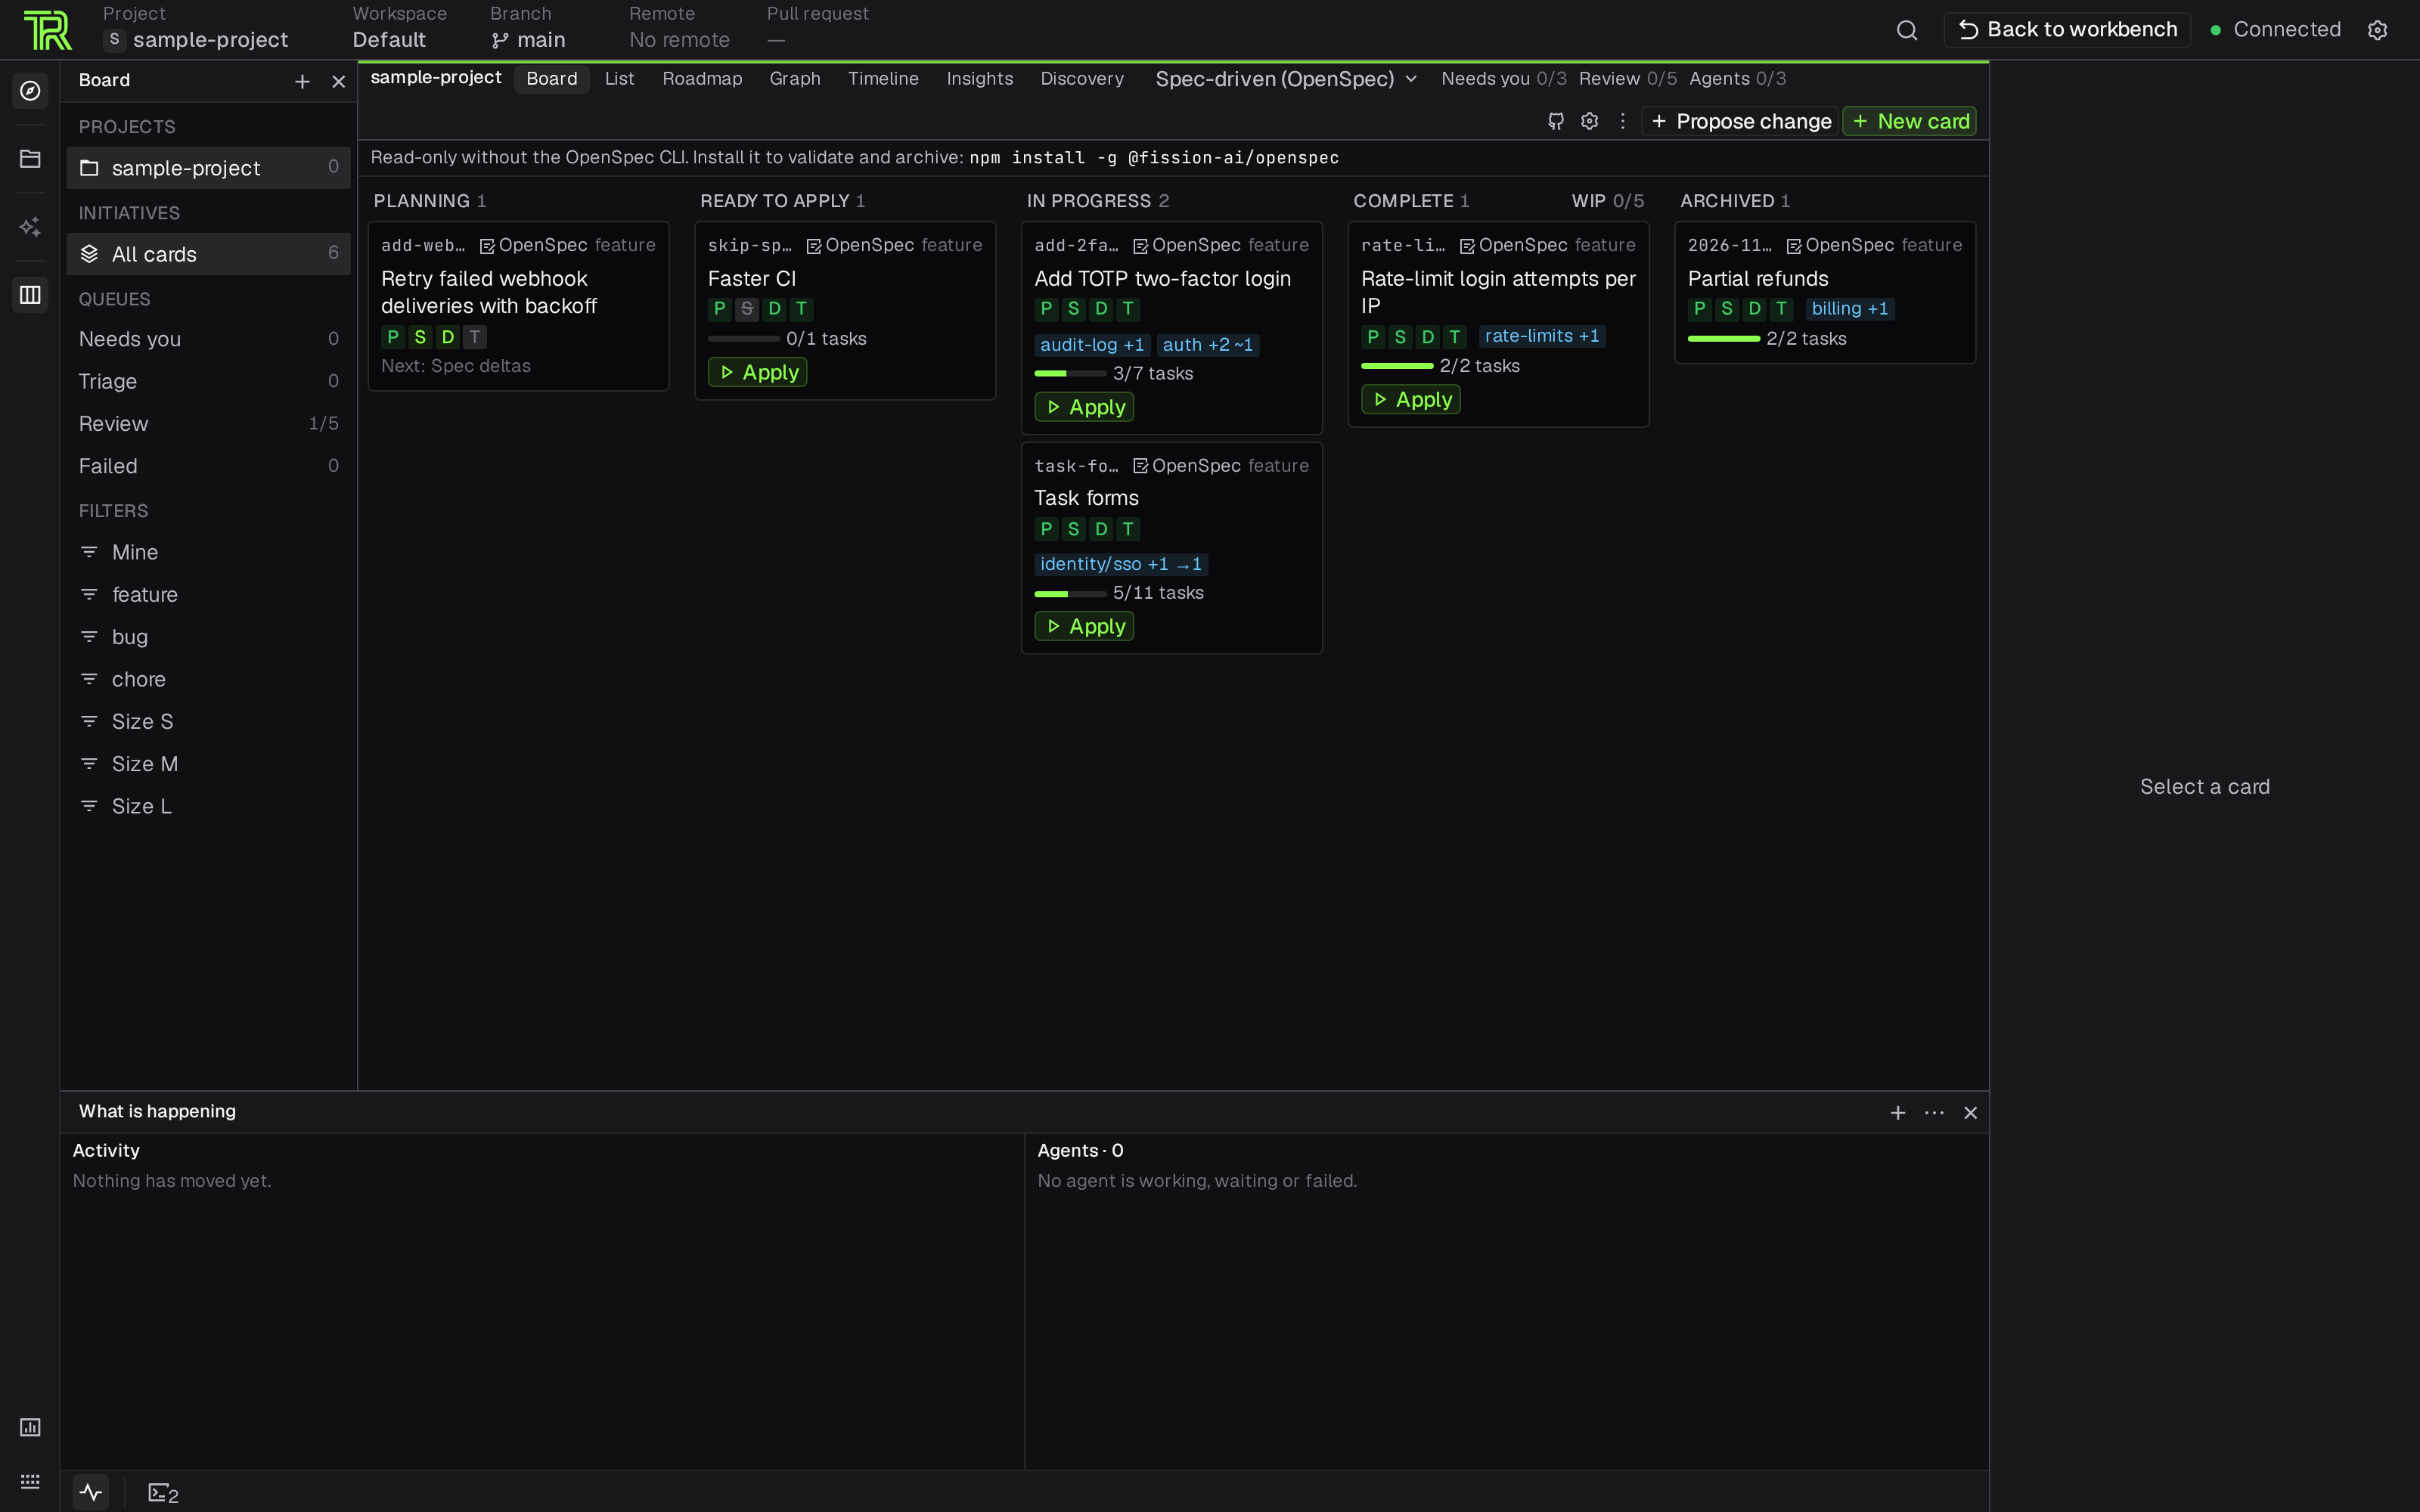 TR
Project
S sample-project
Workspace
Default
Branch
main
Remote
No remote
Pull request
—
Back to workbench
Connected
Board
PROJECTS
sample-project 0
INITIATIVES
All cards 6
QUEUES
Needs you 0
Triage 0
Review 1/5
Failed 0
FILTERS
Mine
feature
bug
chore
Size S
Size M
Size L
sample-project Board List Roadmap Graph Timeline Insights Discovery Spec-driven (OpenSpec) Needs you 0/3 Review 0/5 Agents 0/3
+ Propose change + New card
Read-only without the OpenSpec CLI. Install it to validate and archive: npm install -g @fission-ai/openspec
PLANNING 1
add-web… OpenSpec feature
Retry failed webhook
deliveries with backoff
P S D T
Next: Spec deltas
READY TO APPLY 1
skip-sp… OpenSpec feature
Faster CI
P S D T
0/1 tasks
Apply
IN PROGRESS 2
add-2fa… OpenSpec feature
Add TOTP two-factor login
P S D T
audit-log +1 auth +2 ~1
3/7 tasks
Apply
task-fo… OpenSpec feature
Task forms
P S D T
identity/sso +1 →1
5/11 tasks
Apply
COMPLETE 1 WIP 0/5
rate-li… OpenSpec feature
Rate-limit login attempts per
IP
P S D T rate-limits +1
2/2 tasks
Apply
ARCHIVED 1
2026-11… OpenSpec feature
Partial refunds
P S D T billing +1
2/2 tasks
Select a card
What is happening
Activity
Nothing has moved yet.
Agents · 0
No agent is working, waiting or failed.
2